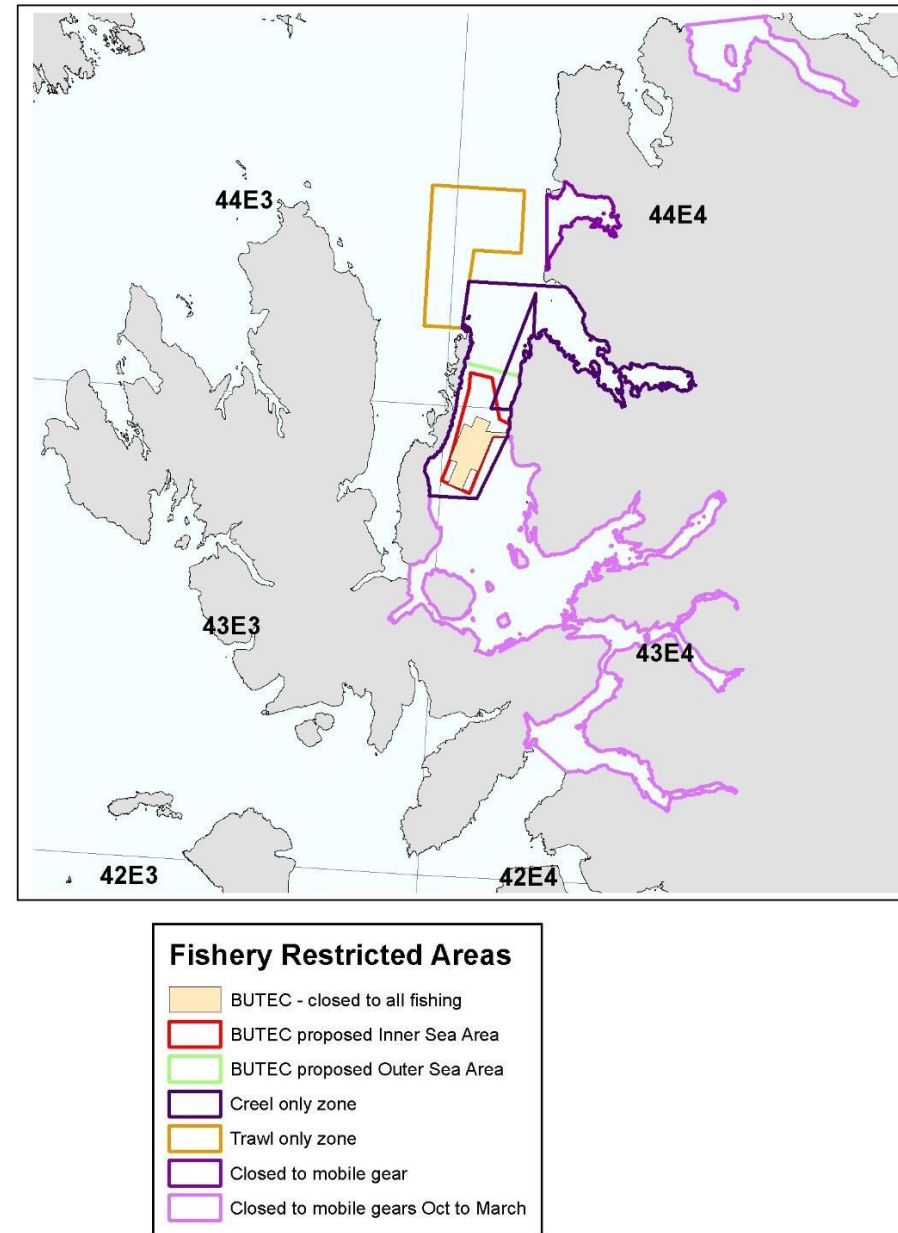 44E3
44E4
43E3
43E4
42E3
42E4
Fishery Restricted Areas
BUTEC - closed to all fishing
BUTEC proposed Inner Sea Area
BUTEC proposed Outer Sea Area
Creel only zone
Trawl only zone
Closed to mobile gear
Closed to mobile gears Oct to March